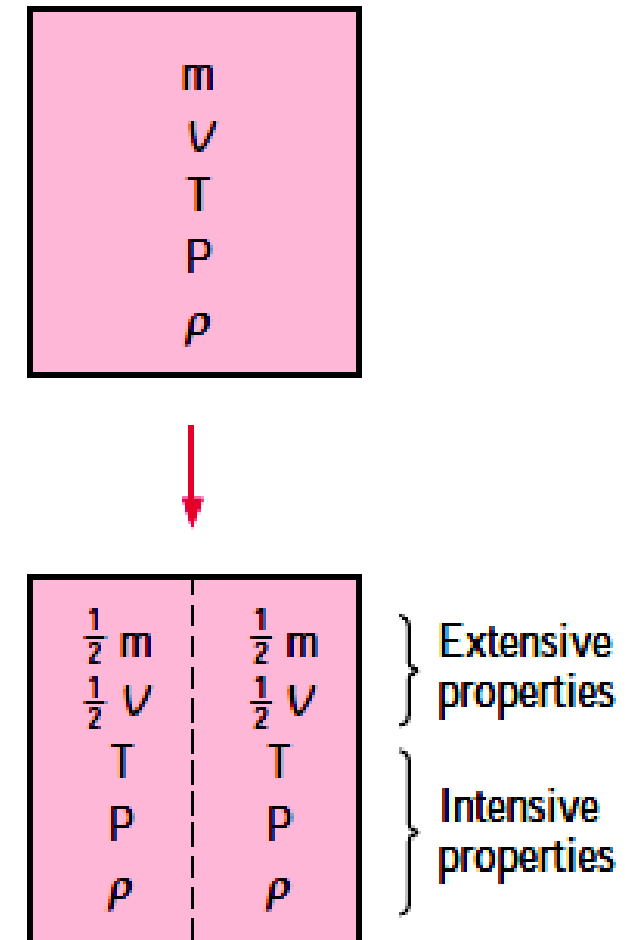 m
V
T
P
ρ
½ m ½ m
½ V ½ V
Extensive
properties
T T
P P
ρ ρ
Intensive
properties